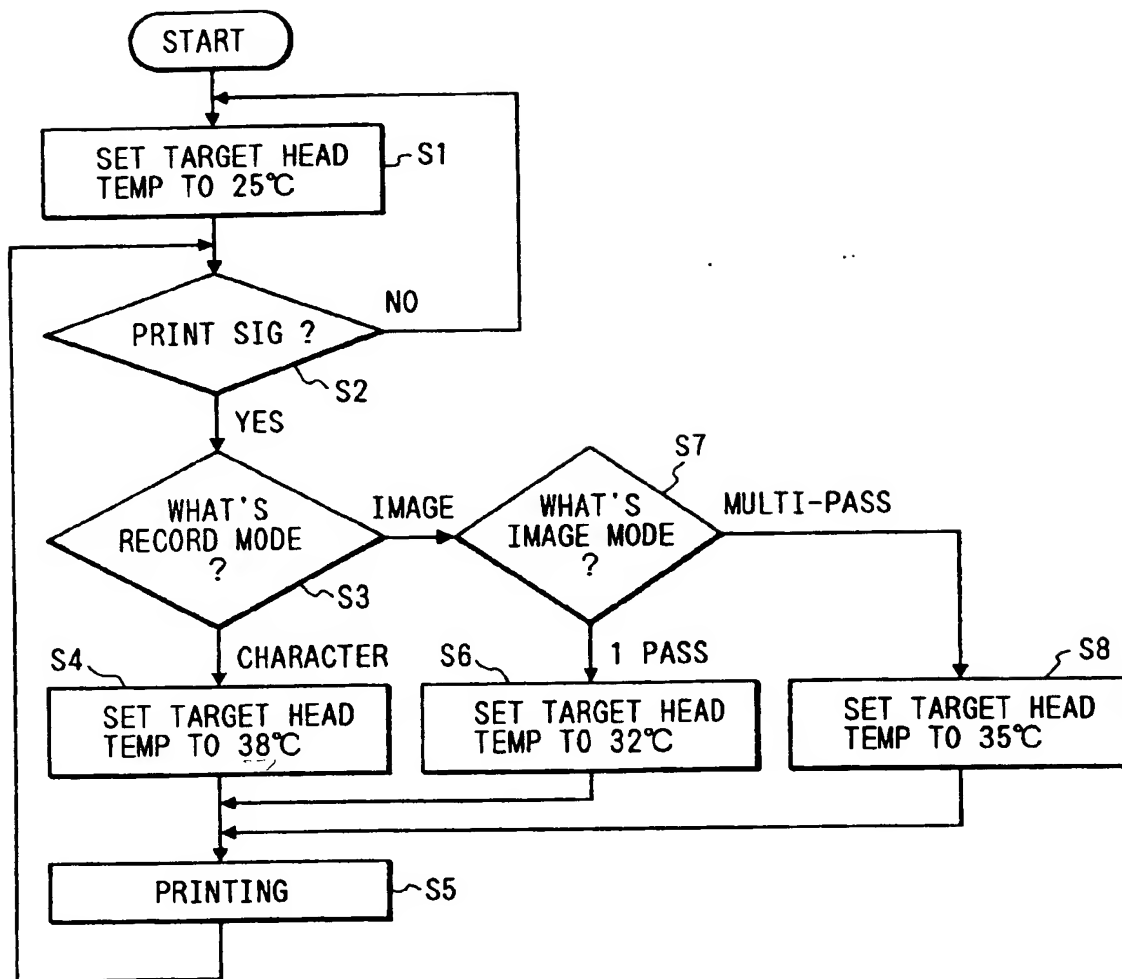 START
SET TARGET HEAD
TEMP TO 25℃
S1
PRINT SIG ?
NO
S2
YES
WHAT'S
RECORD MODE
?
S3
IMAGE
WHAT'S
IMAGE MODE
?
S7
MULTI-PASS
CHARACTER
1 PASS
S4
SET TARGET HEAD
TEMP TO 38℃
S6
SET TARGET HEAD
TEMP TO 32℃
S8
SET TARGET HEAD
TEMP TO 35℃
PRINTING
S5